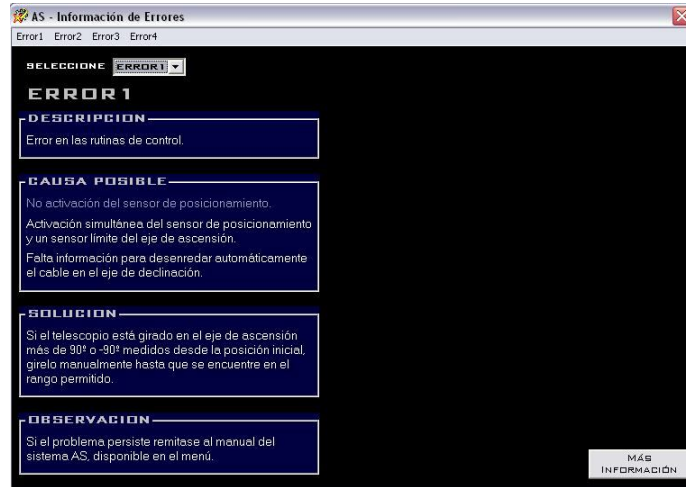 AS - Información de Errores
Error1 Error2 Error3 Error4
SELECCIONE ERROR1
ERROR1
DESCRIPCION
Error en las rutinas de control.
CAUSA POSIBLE
No activación del sensor de posicionamiento.
Activación simultánea del sensor de posicionamiento
y un sensor límite del eje de ascensión.
Falta información para desenredar automáticamente
el cable en el eje de declinación.
SOLUCION
Si el telescopio está girado en el eje de ascensión
más de 90º o -90º medidos desde la posición inicial,
girelo manualmente hasta que se encuentre en el
rango permitido.
OBSERVACION
Si el problema persiste remitase al manual del
sistema AS, disponible en el menú.
MÁS
INFORMACIÓN